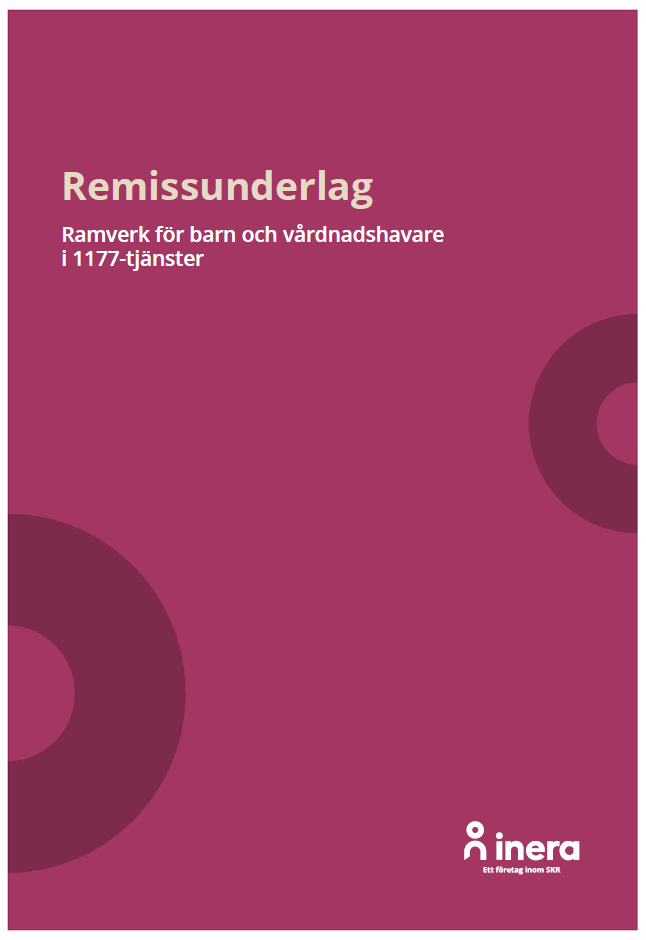 Remissunderlag
Ramverk för barn och vårdnadshavare
i 1177-tjänster
inera
Ett företag inom SKR